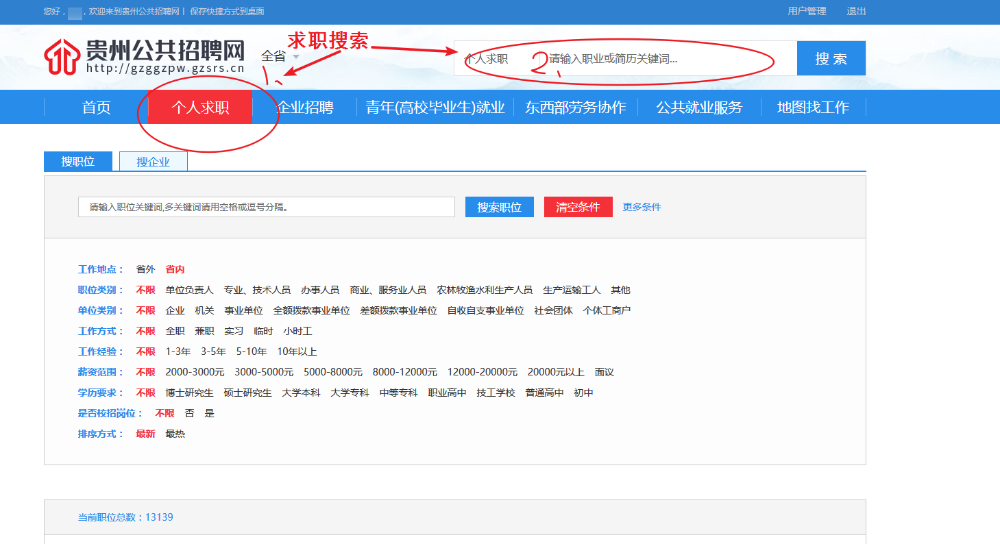 您好， ，欢迎来到贵州公共招聘网丨 保存快捷方式到桌面 用户管理 退出
求职搜索
贵州公共招聘网 全省 个人求职 2、 请输入职业或简历关键词... 搜 索
http://gzggzpw.gzsrs.cn
1、
首页 个人求职 企业招聘 青年(高校毕业生)就业 东西部劳务协作 公共就业服务 地图找工作
搜职位 搜企业
请输入职位关键词,多关键词请用空格或逗号分隔。 搜索职位 清空条件 更多条件
工作地点： 省外 省内
职位类别： 不限 单位负责人 专业、技术人员 办事人员 商业、服务业人员 农林牧渔水利生产人员 生产运输工人 其他
单位类别： 不限 企业 机关 事业单位 全额拨款事业单位 差额拨款事业单位 自收自支事业单位 社会团体 个体工商户
工作方式： 不限 全职 兼职 实习 临时 小时工
工作经验： 不限 1-3年 3-5年 5-10年 10年以上
薪资范围： 不限 2000-3000元 3000-5000元 5000-8000元 8000-12000元 12000-20000元 20000元以上 面议
学历要求： 不限 博士研究生 硕士研究生 大学本科 大学专科 中等专科 职业高中 技工学校 普通高中 初中
是否校招岗位： 不限 否 是
排序方式： 最新 最热
当前职位总数：13139